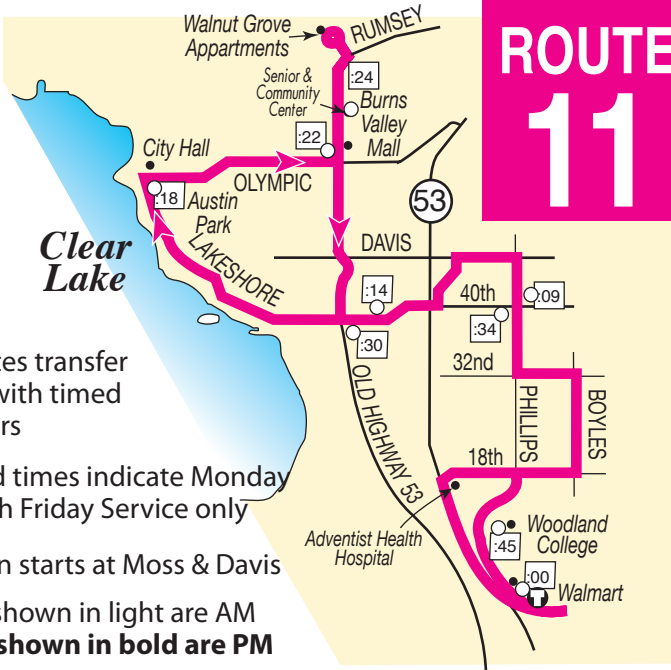 ROUTE
11
Walnut Grove
Appartments
RUMSEY
:24
Senior &
Community
Center
Burns
Valley
Mall
:22
City Hall
OLYMPIC
:18
Austin
Park
53
Clear
Lake
LAKESHORE
DAVIS
:14
40th
:09
:34
:30
32nd
OLD HIGHWAY 53
PHILLIPS
BOYLES
18th
Adventist Health
Hospital
Woodland
College
:45
:00
T
Walmart
tes transfer
with timed
rs
d times indicate Monday
h Friday Service only
n starts at Moss & Davis
shown in light are AM
shown in bold are PM